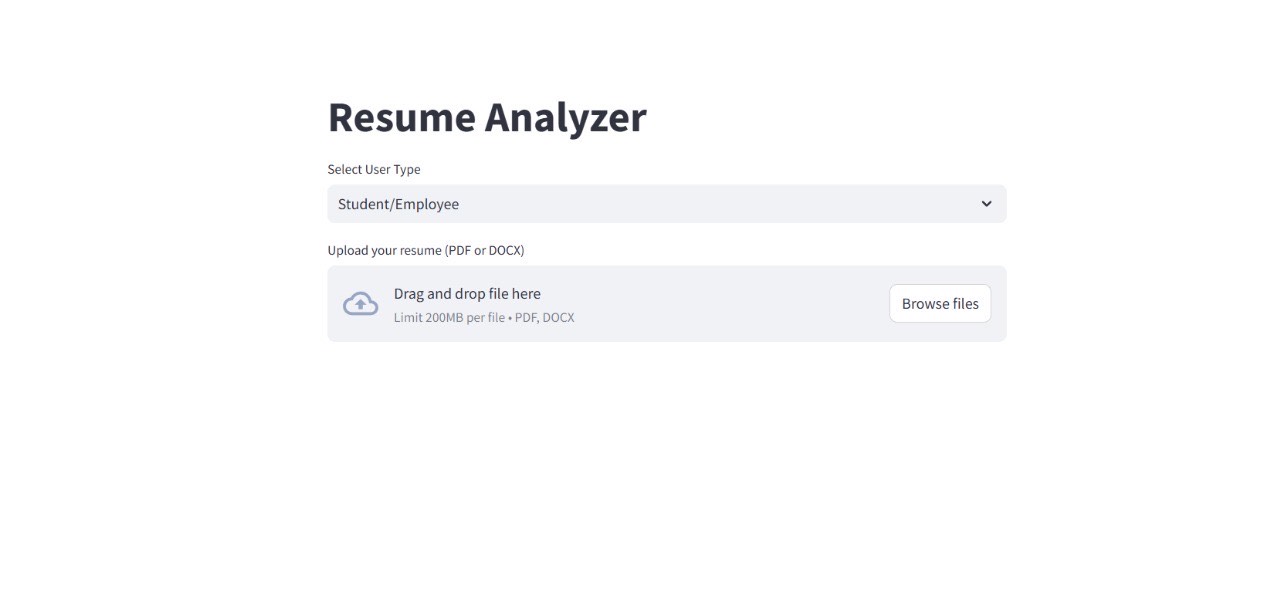 Resume Analyzer
Select User Type
Student/Employee
Upload your resume (PDF or DOCX)
Drag and drop file here
Limit 200MB per file • PDF, DOCX
Browse files